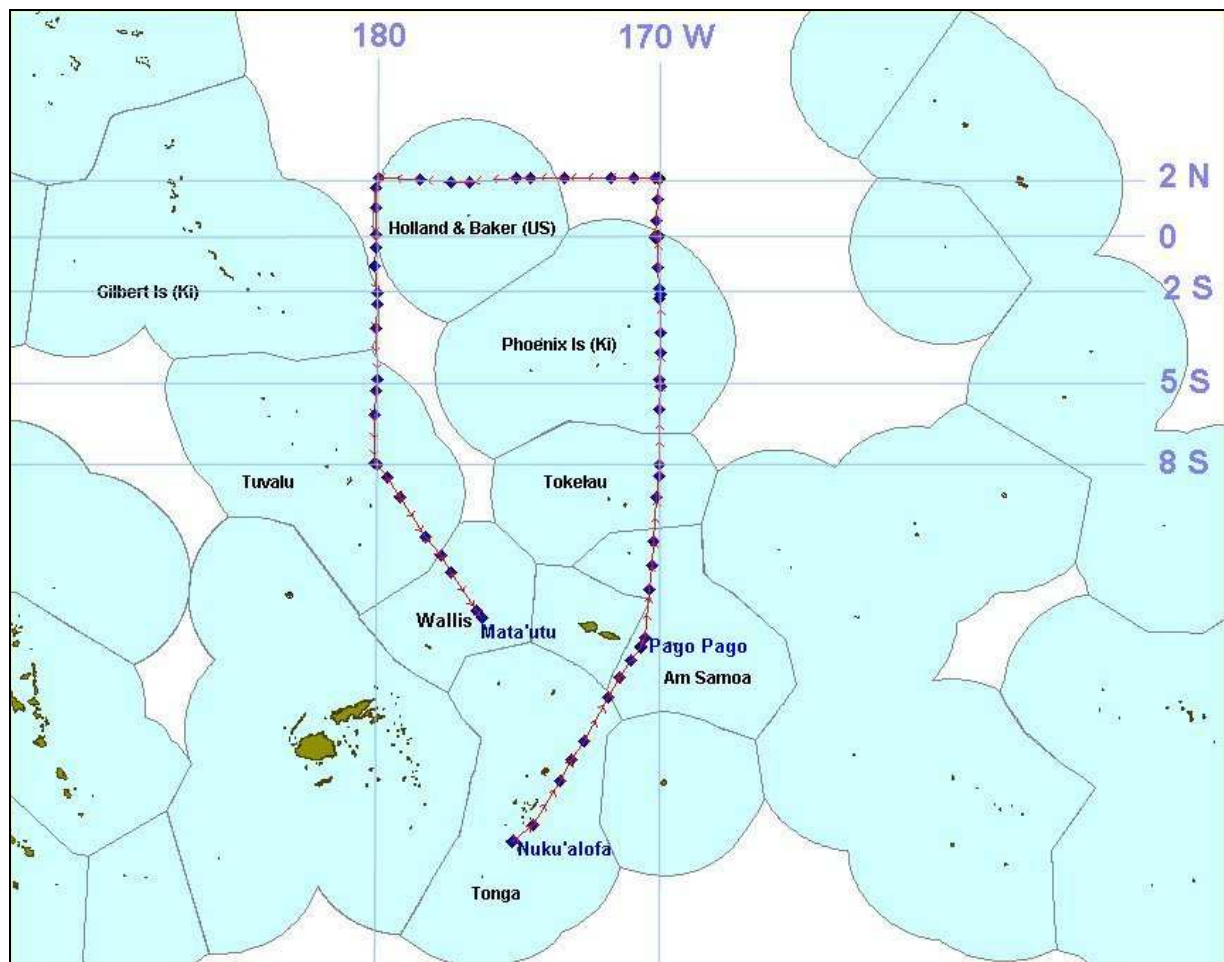 180
170 W
2 N
Holland & Baker (US)
0
Gilbert Is (Ki)
2 S
Phoenix Is (Ki)
5 S
8 S
Tuvalu
Tokelau
Wallis
Mata'utu
Pago Pago
Am Samoa
Nuku'alofa
Tonga